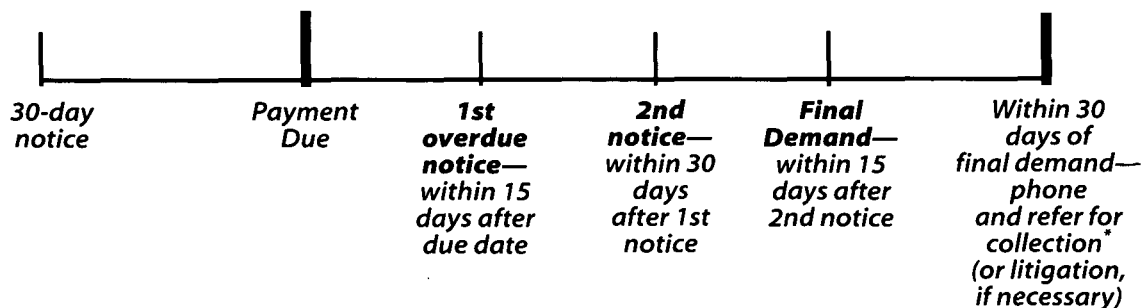 30-day
notice
Payment
Due
1st
overdue
notice—
within 15
days after
due date
2nd
notice—
within 30
days
after 1st
notice
Final
Demand—
within 15
days after
2nd notice
Within 30
days of
final demand—
phone
and refer for
collection*
(or litigation,
if necessary)